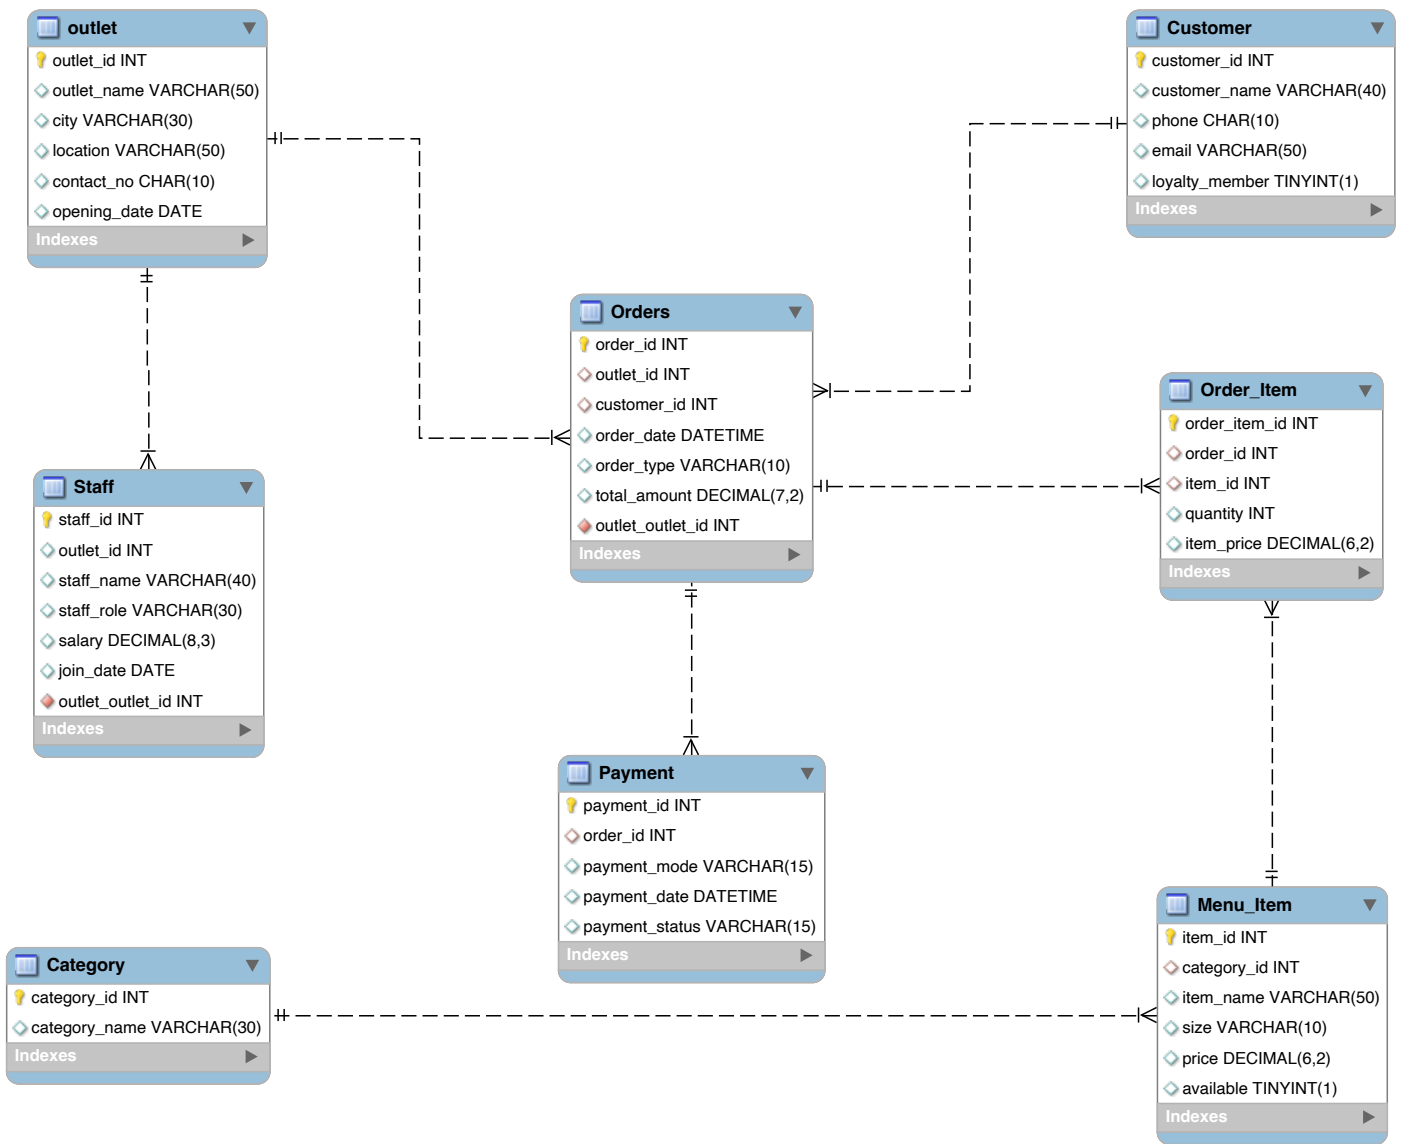 outlet
outlet_id INT
outlet_name VARCHAR(50)
city VARCHAR(30)
location VARCHAR(50)
contact_no CHAR(10)
opening_date DATE
Indexes
Customer
customer_id INT
customer_name VARCHAR(40)
phone CHAR(10)
email VARCHAR(50)
loyalty_member TINYINT(1)
Indexes
Orders
order_id INT
outlet_id INT
customer_id INT
order_date DATETIME
order_type VARCHAR(10)
total_amount DECIMAL(7,2)
outlet_outlet_id INT
Indexes
Order_Item
order_item_id INT
order_id INT
item_id INT
quantity INT
item_price DECIMAL(6,2)
Indexes
Staff
staff_id INT
outlet_id INT
staff_name VARCHAR(40)
staff_role VARCHAR(30)
salary DECIMAL(8,3)
join_date DATE
outlet_outlet_id INT
Indexes
Payment
payment_id INT
order_id INT
payment_mode VARCHAR(15)
payment_date DATETIME
payment_status VARCHAR(15)
Indexes
Category
category_id INT
category_name VARCHAR(30)
Indexes
Menu_Item
item_id INT
category_id INT
item_name VARCHAR(50)
size VARCHAR(10)
price DECIMAL(6,2)
available TINYINT(1)
Indexes